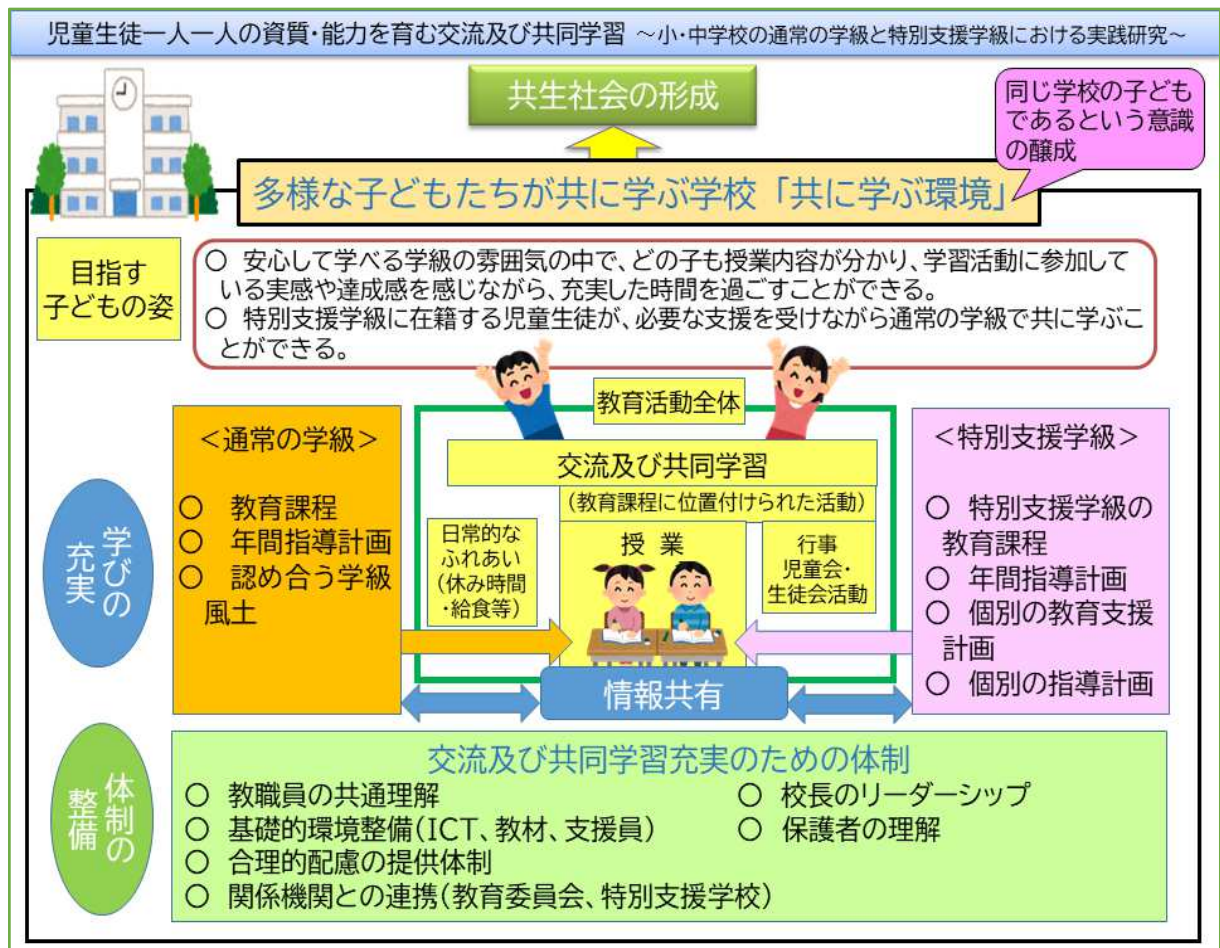 児童生徒一人一人の資質・能力を育む交流及び共同学習 ～小・中学校の通常の学級と特別支援学級における実践研究～
共生社会の形成
同じ学校の子ども
であるという意識
の醸成
多様な子どもたちが共に学ぶ学校「共に学ぶ環境」
目指す
子どもの姿
○ 安心して学べる学級の雰囲気の中で、どの子も授業内容が分かり、学習活動に参加して
いる実感や達成感を感じながら、充実した時間を過ごすことができる。
○ 特別支援学級に在籍する児童生徒が、必要な支援を受けながら通常の学級で共に学ぶこ
とができる。
学びの
充実
＜通常の学級＞
○ 教育課程
○ 年間指導計画
○ 認め合う学級
風土
教育活動全体
交流及び共同学習
(教育課程に位置付けられた活動)
日常的な
ふれあい
(休み時間
・給食等)
授 業
行事
児童会・
生徒会活動
情報共有
＜特別支援学級＞
○ 特別支援学級の
教育課程
○ 年間指導計画
○ 個別の教育支援
計画
○ 個別の指導計画
体制の
整備
交流及び共同学習充実のための体制
○ 教職員の共通理解
○ 基礎的環境整備(ICT、教材、支援員)
○ 合理的配慮の提供体制
○ 関係機関との連携(教育委員会、特別支援学校)
○ 校長のリーダーシップ
○ 保護者の理解